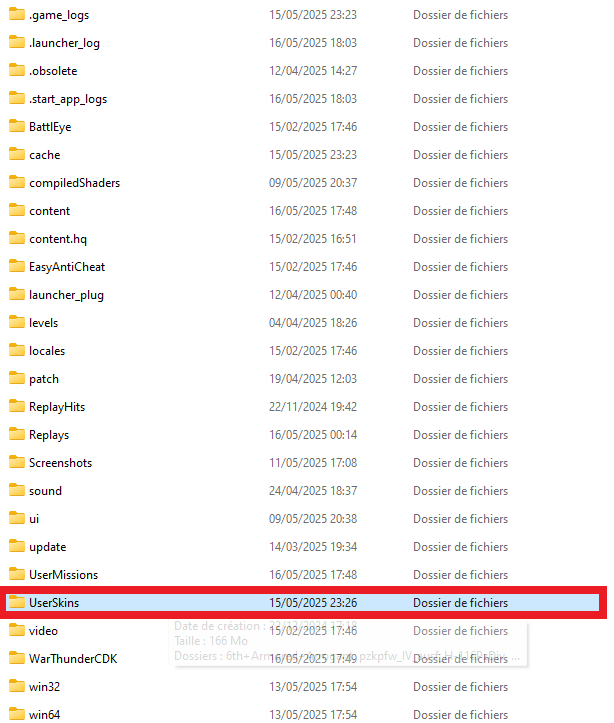 .game_logs 15/05/2025 23:23 Dossier de fichiers
.launcher_log 16/05/2025 18:03 Dossier de fichiers
.obsolete 12/04/2025 14:27 Dossier de fichiers
.start_app_logs 16/05/2025 18:03 Dossier de fichiers
BattlEye 15/02/2025 17:46 Dossier de fichiers
cache 15/05/2025 23:23 Dossier de fichiers
compiledShaders 09/05/2025 20:37 Dossier de fichiers
content 16/05/2025 17:48 Dossier de fichiers
content.hq 15/02/2025 16:51 Dossier de fichiers
EasyAntiCheat 15/02/2025 17:46 Dossier de fichiers
launcher_plug 12/04/2025 00:40 Dossier de fichiers
levels 04/04/2025 18:26 Dossier de fichiers
locales 15/02/2025 17:46 Dossier de fichiers
patch 19/04/2025 12:03 Dossier de fichiers
ReplayHits 22/11/2024 19:42 Dossier de fichiers
Replays 16/05/2025 00:14 Dossier de fichiers
Screenshots 11/05/2025 17:08 Dossier de fichiers
sound 24/04/2025 18:37 Dossier de fichiers
ui 09/05/2025 20:38 Dossier de fichiers
update 14/03/2025 19:34 Dossier de fichiers
UserMissions 16/05/2025 17:48 Dossier de fichiers
UserSkins 15/05/2025 23:26 Dossier de fichiers
Date de création :
video 15/02/2025 17:46 Dossier de fichiers
Taille : 166 Mo
Dossiers : 6th+
WarThunderCDK 16/05/2025 17:49 Dossier de fichiers
win32 13/05/2025 17:54 Dossier de fichiers
win64 13/05/2025 17:54 Dossier de fichiers